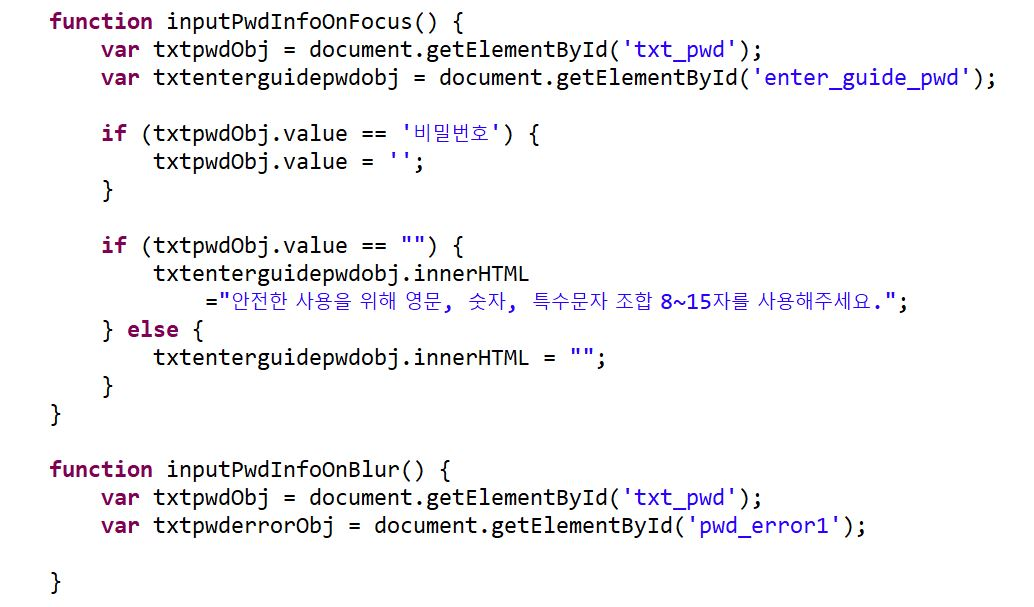 function inputPwdInfoOnFocus() {
    var txtpwdObj = document.getElementById('txt_pwd');
    var txtenterguidepwdobj = document.getElementById('enter_guide_pwd');

    if (txtpwdObj.value == '비밀번호') {
        txtpwdObj.value = '';
    }

    if (txtpwdObj.value == "") {
        txtenterguidepwdobj.innerHTML
            ="안전한 사용을 위해 영문, 숫자, 특수문자 조합 8~15자를 사용해주세요.";
    } else {
        txtenterguidepwdobj.innerHTML = "";
    }
}

function inputPwdInfoOnBlur() {
    var txtpwdObj = document.getElementById('txt_pwd');
    var txtpwderrorObj = document.getElementById('pwd_error1');

}